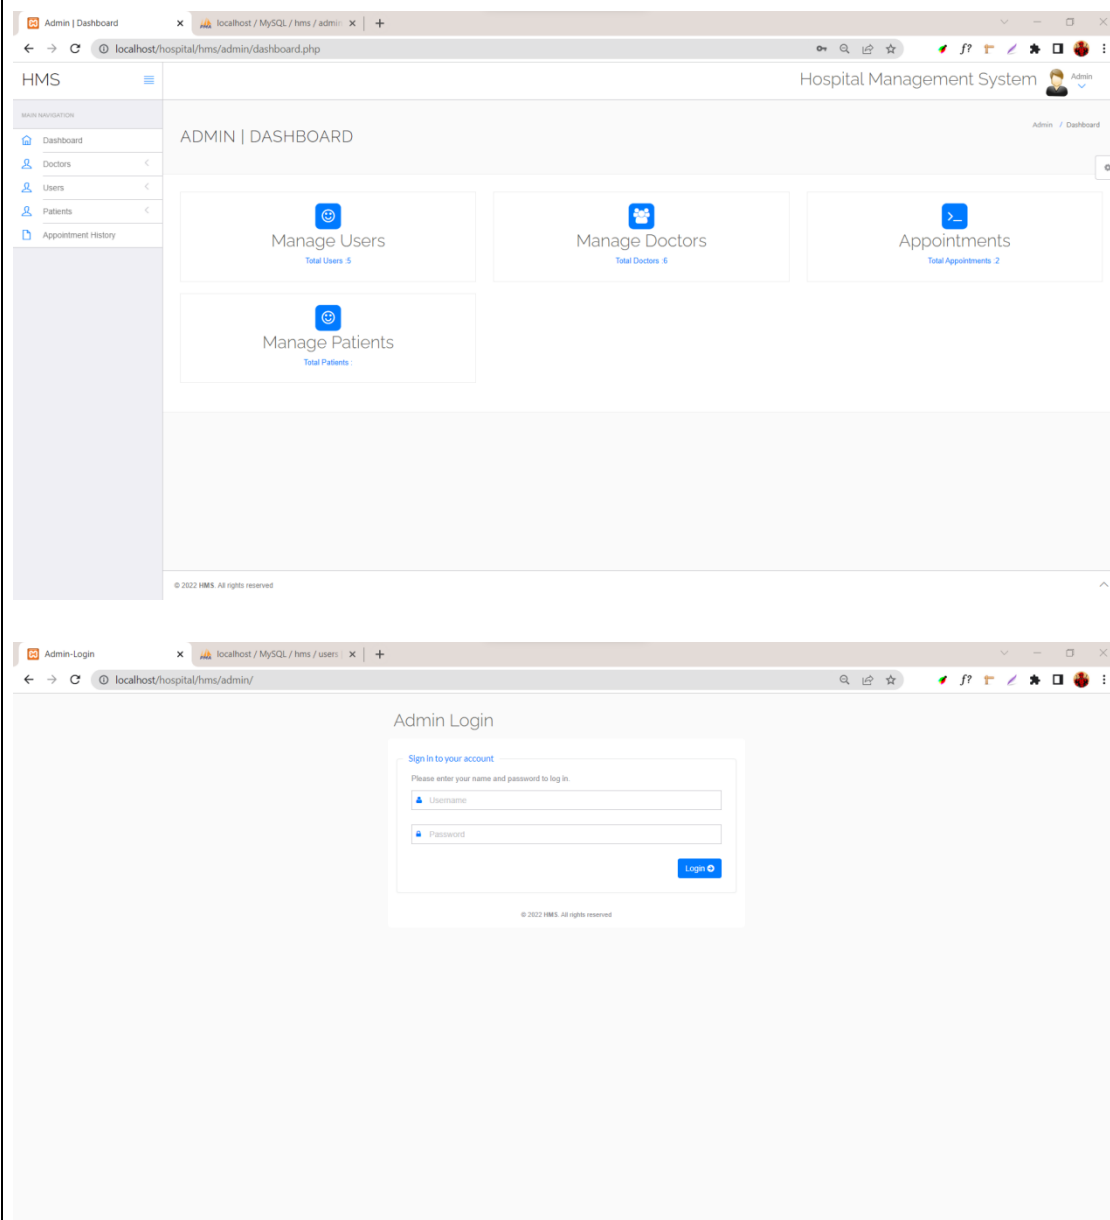 Admin | Dashboard
localhost / MySQL / hms / admin
localhost/hospital/hms/admin/dashboard.php
HMS
Hospital Management System
Admin
MAIN NAVIGATION
Dashboard
Doctors
Users
Patients
Appointment History
ADMIN | DASHBOARD
Admin / Dashboard
Manage Users
Total Users :5
Manage Doctors
Total Doctors :6
Appointments
Total Appointments :2
Manage Patients
Total Patients :
© 2022 HMS. All rights reserved
Admin-Login
localhost / MySQL / hms / users
localhost/hospital/hms/admin/
Admin Login
Sign in to your account
Please enter your name and password to log in.
Username
Password
Login
© 2022 HMS. All rights reserved